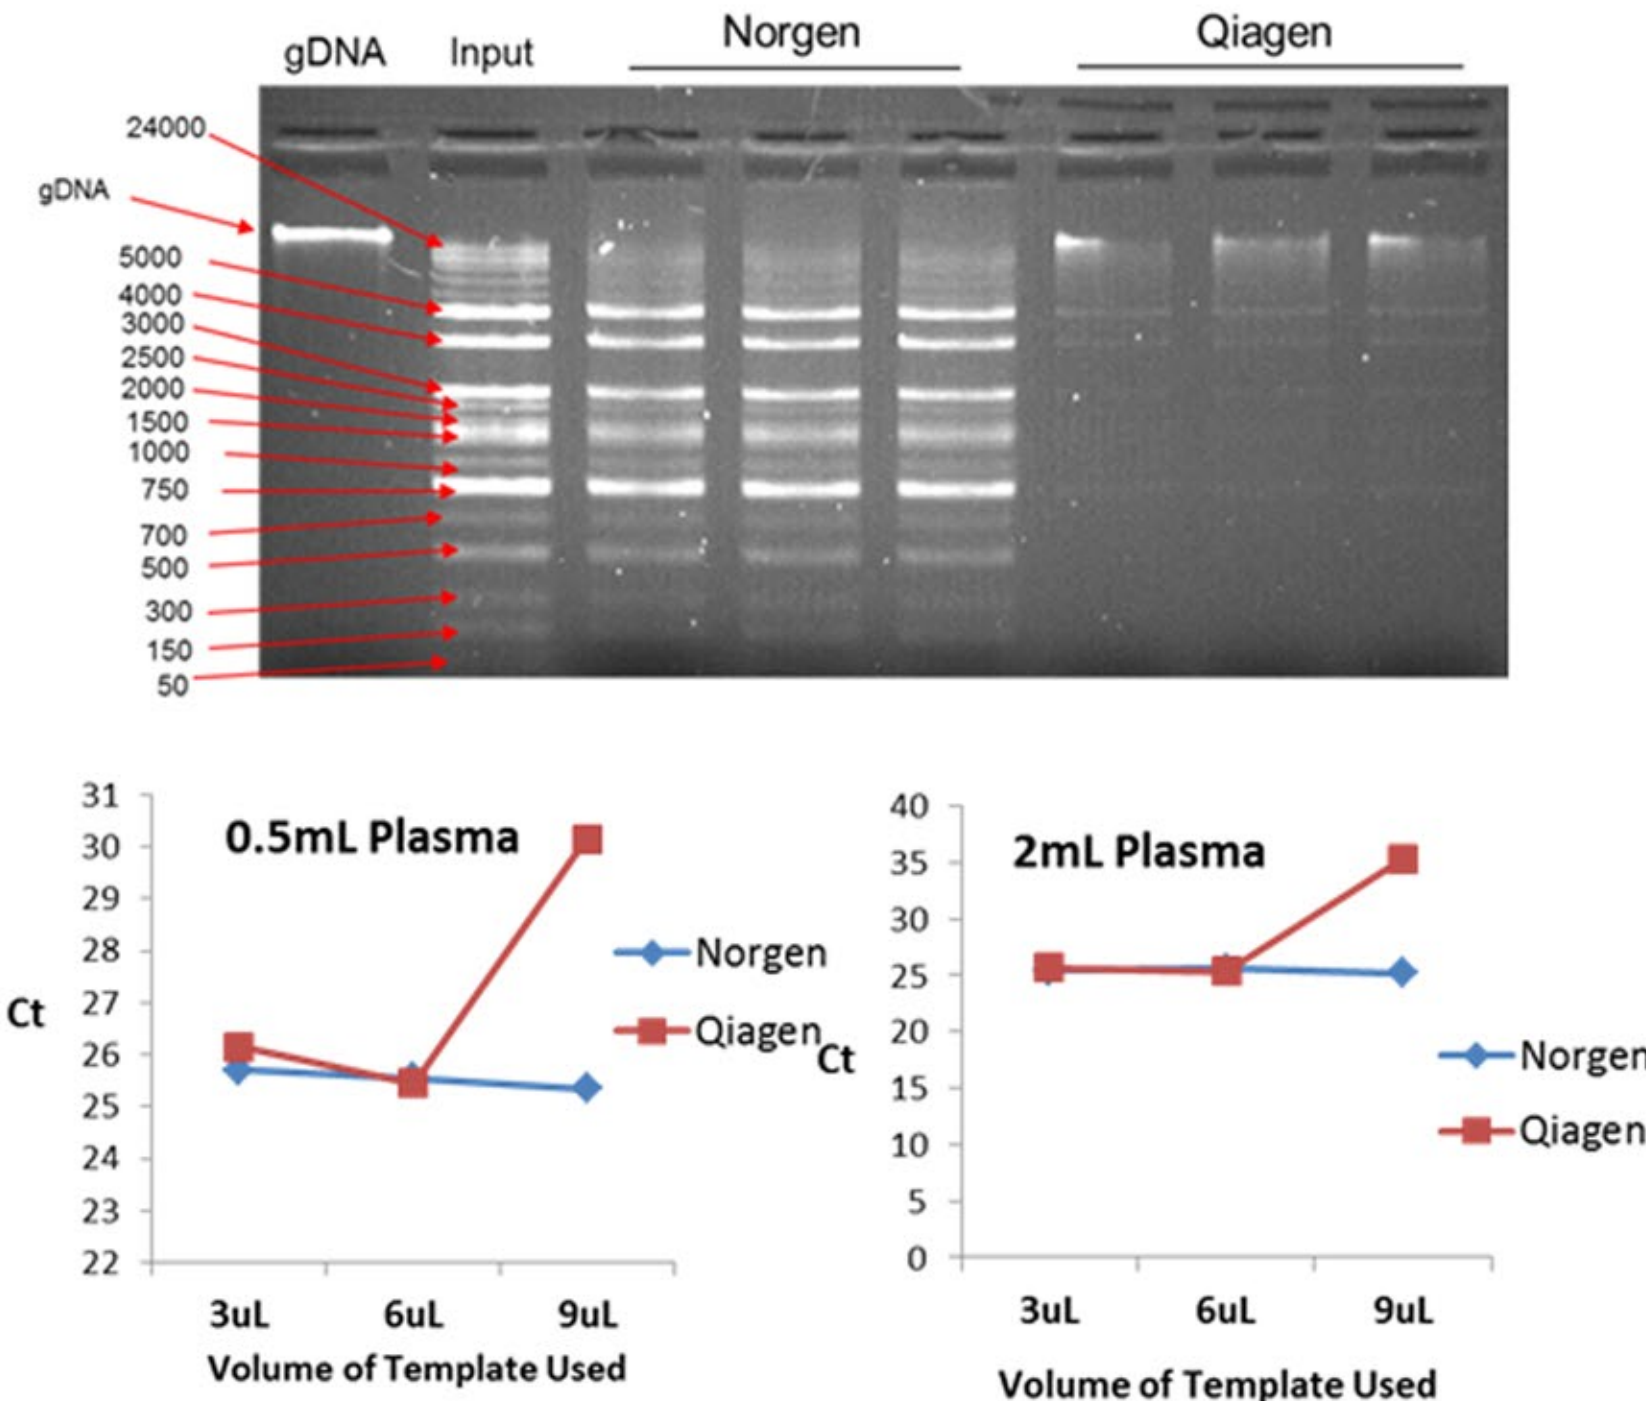 gDNA Input Norgen Qiagen
24000
gDNA
5000
4000
3000
2500
2000
1500
1000
750
700
500
300
150
50
0.5mL Plasma
31
30
29
28
27
26
25
24
23
22
Ct
Norgen
Qiagen
3uL 6uL 9uL
Volume of Template Used
2mL Plasma
40
35
30
25
20
15
10
5
0
Ct
Norgen
Qiagen
3uL 6uL 9uL
Volume of Template Used